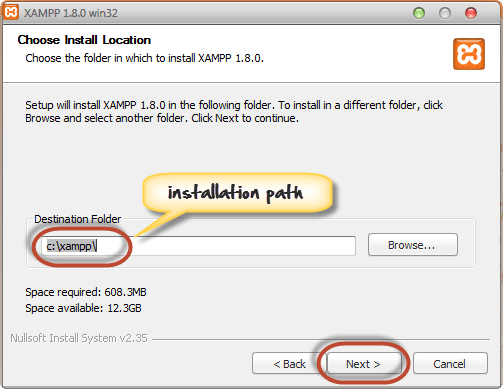 XAMPP 1.8.0 win32
Choose Install Location
Choose the folder in which to install XAMPP 1.8.0.
Setup will install XAMPP 1.8.0 in the following folder. To install in a different folder, click
Browse and select another folder. Click Next to continue.
installation path
Destination Folder
c:\xampp\
Browse...
Space required: 608.3MB
Space available: 12.3GB
Nullsoft Install System v2.35
< Back
Next >
Cancel